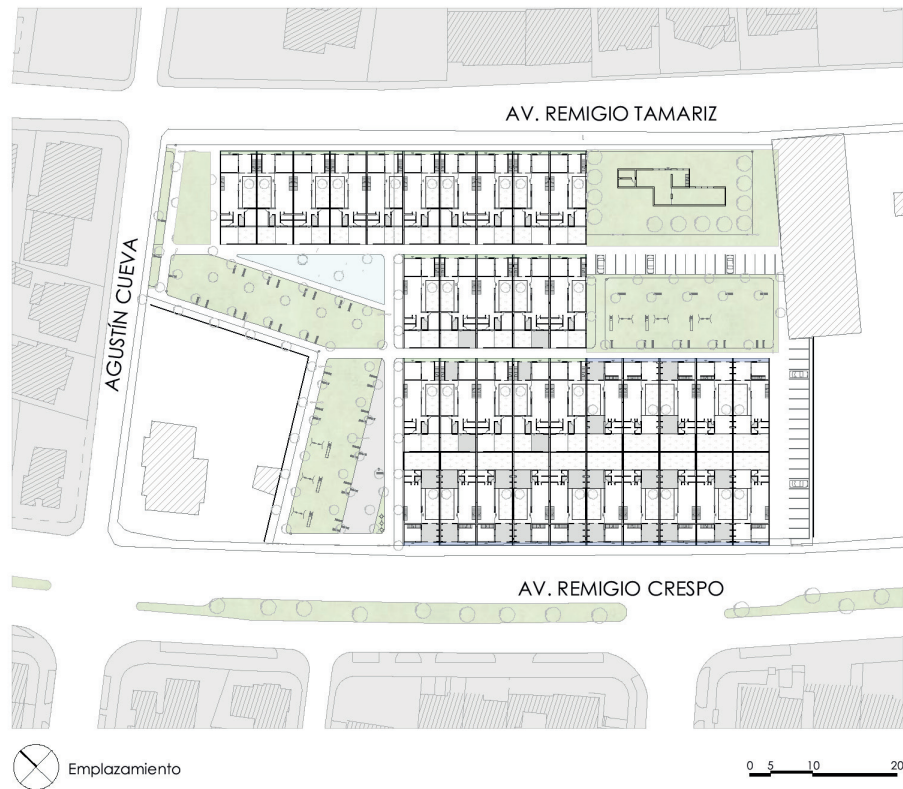 AV. REMIGIO TAMARIZ
AGUSTÍN CUEVA
AV. REMIGIO CRESPO
Emplazamiento
0 5 10 20